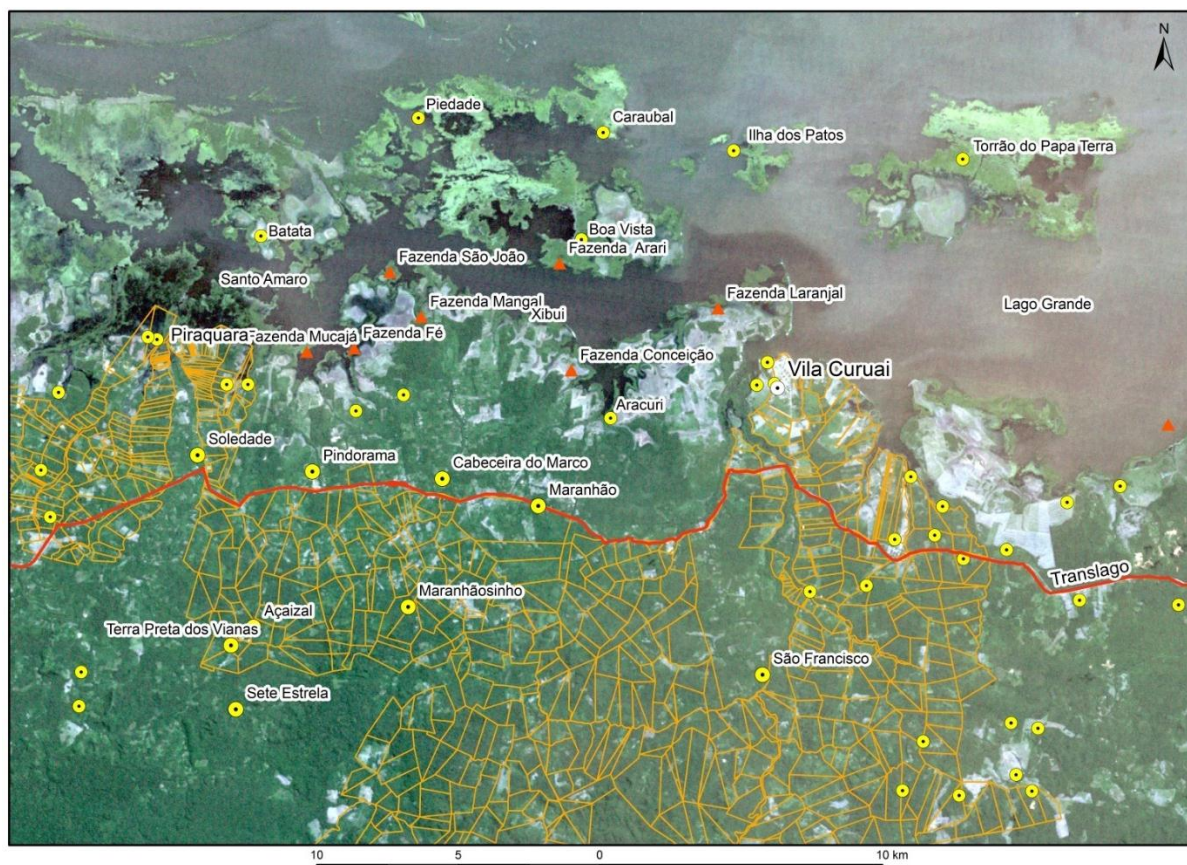 N
Piedade
Caraubal
Ilha dos Patos
Torrão do Papa Terra
Batata
Boa Vista
Fazenda Arari
Fazenda São João
Santo Amaro
Fazenda Mangal
Xibui
Fazenda Laranjal
Lago Grande
Piraquara
Fazenda Mucajá
Fazenda Fé
Fazenda Conceição
Vila Curuai
Aracuri
Soledade
Pindorama
Cabeceira do Marco
Maranhão
Translago
Maranhãosinho
Açaizal
Terra Preta dos Vianas
São Francisco
Sete Estrela
10 5 0 10 km